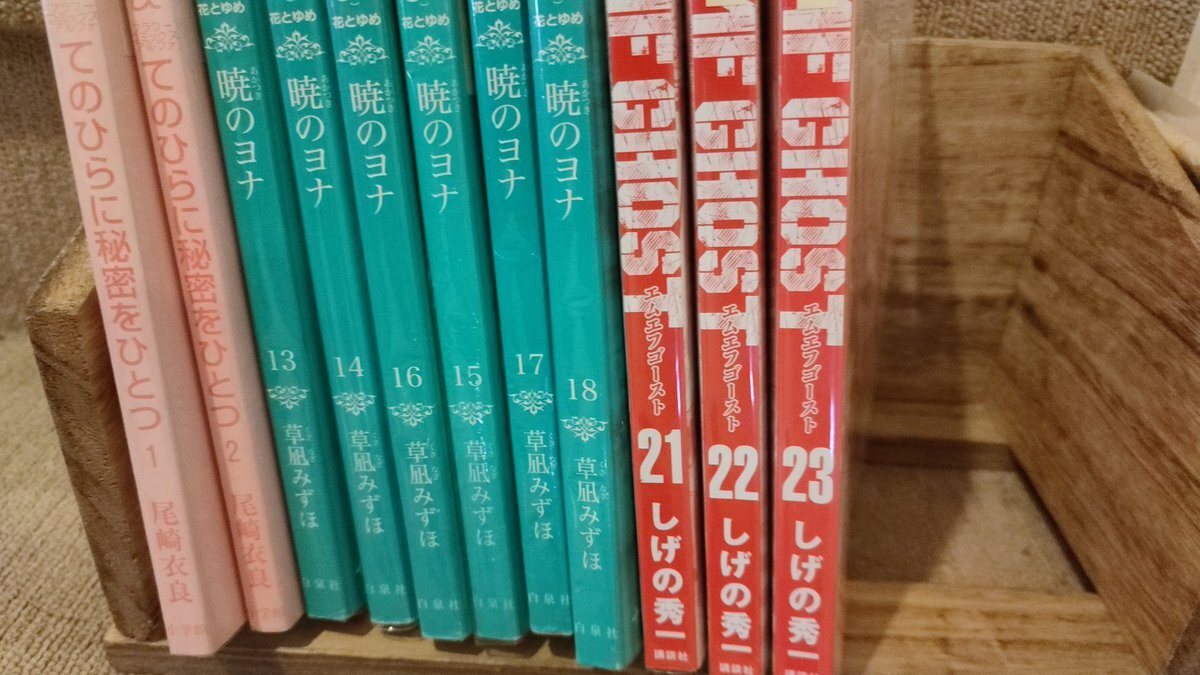 てのひらに秘密をひとつ 1 尾崎衣良
てのひらに秘密をひとつ 2 尾崎衣良
花とゆめ 暁のヨナ 13 草凪みずほ 白泉社
花とゆめ 暁のヨナ 14 草凪みずほ 白泉社
花とゆめ 暁のヨナ 16 草凪みずほ 白泉社
花とゆめ 暁のヨナ 15 草凪みずほ 白泉社
花とゆめ 暁のヨナ 17 草凪みずほ 白泉社
花とゆめ 暁のヨナ 18 草凪みずほ 白泉社
MF GHOST エムエフゴースト 21 しげの秀一 講談社
MF GHOST エムエフゴースト 22 しげの秀一 講談社
MF GHOST エムエフゴースト 23 しげの秀一 講談社